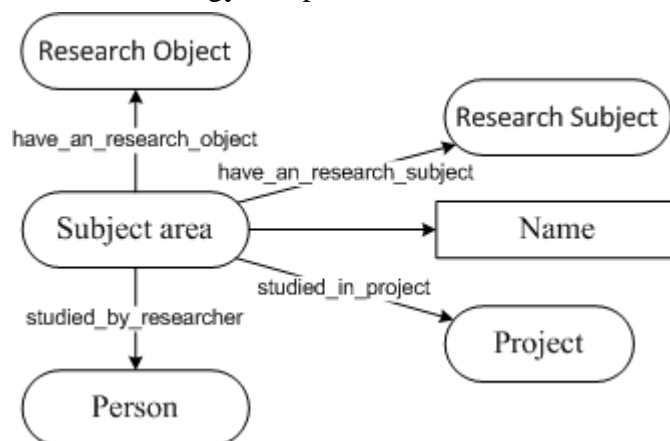 Research Object
have_an_research_object
Research Subject
have_an_research_subject
Subject area
Name
studied_in_project
studied_by_researcher
Project
Person